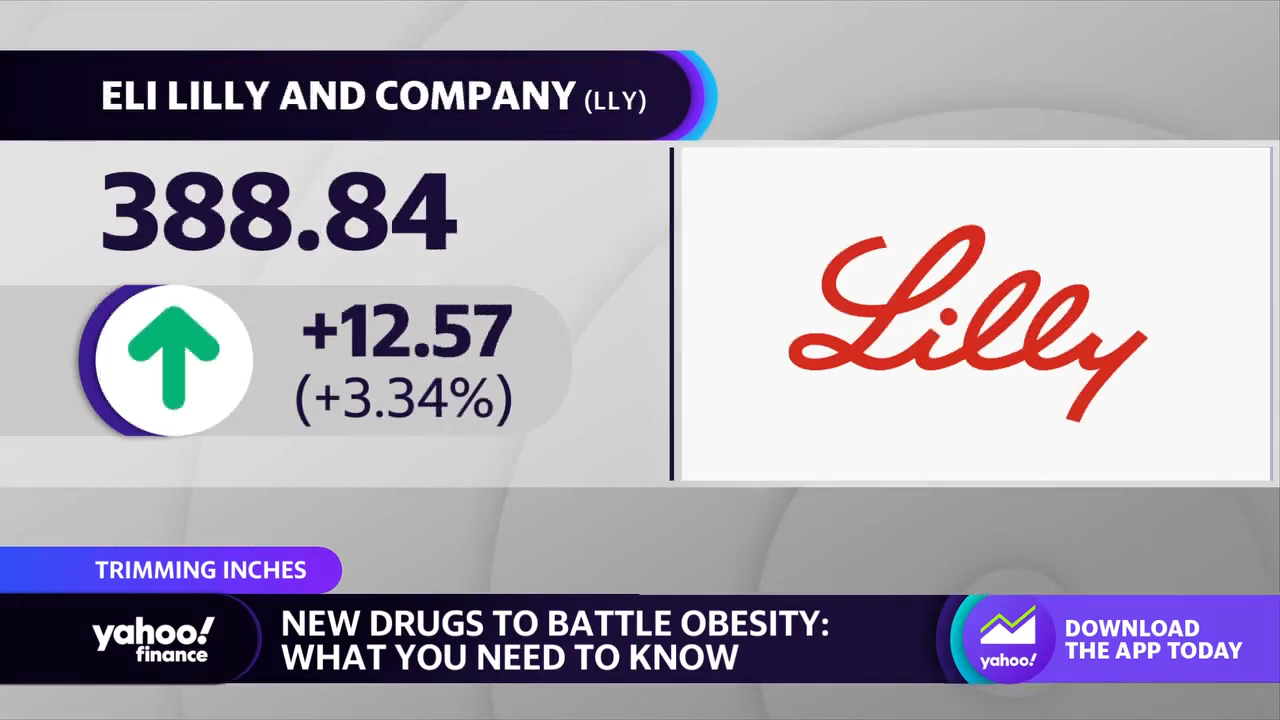 ELI LILLY AND COMPANY (LLY)
388.84
+12.57
(+3.34%)
Lilly
TRIMMING INCHES
yahoo!
finance
NEW DRUGS TO BATTLE OBESITY:
WHAT YOU NEED TO KNOW
yahoo!
DOWNLOAD
THE APP TODAY